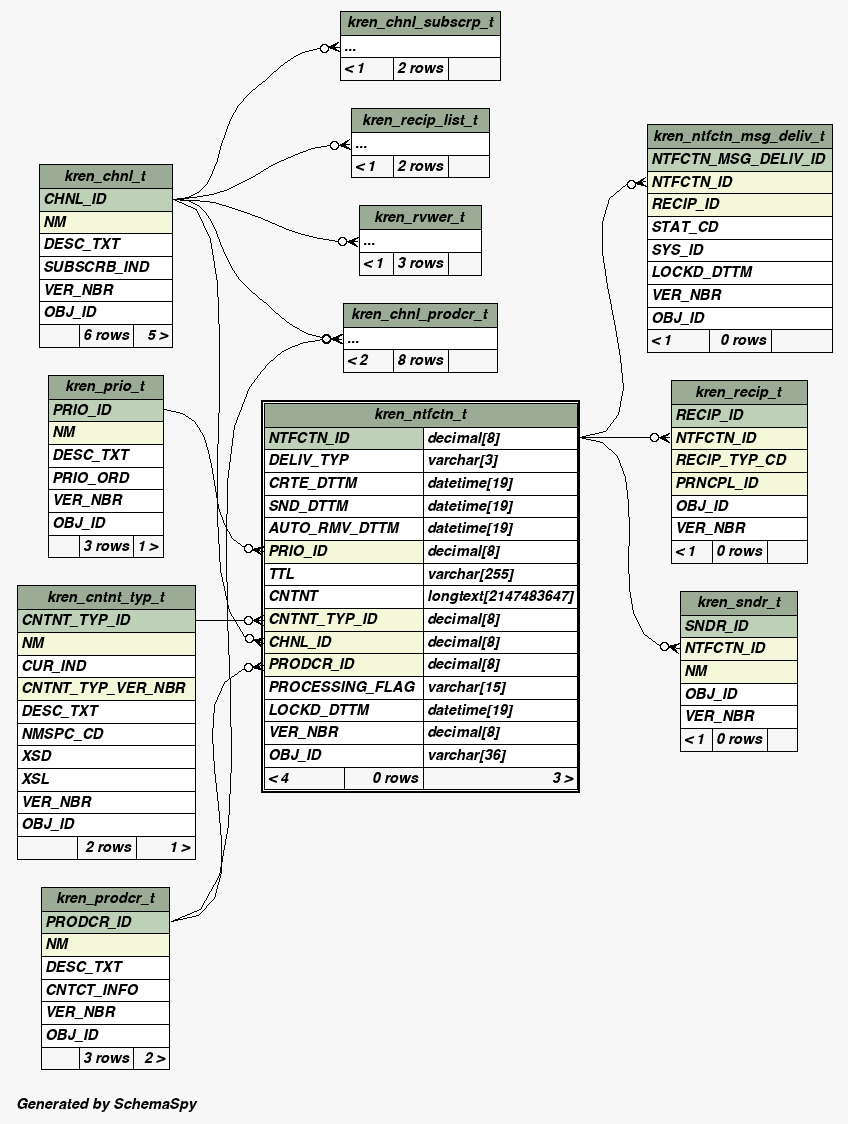 kren_chnl_subscrp_t
...
< 1 2 rows
kren_recip_list_t
...
< 1 2 rows
kren_rvwer_t
...
< 1 3 rows
kren_chnl_prodcr_t
...
< 2 8 rows
kren_chnl_t
CHNL_ID
NM
DESC_TXT
SUBSCRB_IND
VER_NBR
OBJ_ID
6 rows 5 >
kren_prio_t
PRIO_ID
NM
DESC_TXT
PRIO_ORD
VER_NBR
OBJ_ID
3 rows 1 >
kren_cntnt_typ_t
CNTNT_TYP_ID
NM
CUR_IND
CNTNT_TYP_VER_NBR
DESC_TXT
NMSPC_CD
XSD
XSL
VER_NBR
OBJ_ID
2 rows 1 >
kren_prodcr_t
PRODCR_ID
NM
DESC_TXT
CNTCT_INFO
VER_NBR
OBJ_ID
3 rows 2 >
kren_ntfctn_t
NTFCTN_ID decimal[8]
DELIV_TYP varchar[3]
CRTE_DTTM datetime[19]
SND_DTTM datetime[19]
AUTO_RMV_DTTM datetime[19]
PRIO_ID decimal[8]
TTL varchar[255]
CNTNT longtext[2147483647]
CNTNT_TYP_ID decimal[8]
CHNL_ID decimal[8]
PRODCR_ID decimal[8]
PROCESSING_FLAG varchar[15]
LOCKD_DTTM datetime[19]
VER_NBR decimal[8]
OBJ_ID varchar[36]
< 4 0 rows 3 >
kren_ntfctn_msg_deliv_t
NTFCTN_MSG_DELIV_ID
NTFCTN_ID
RECIP_ID
STAT_CD
SYS_ID
LOCKD_DTTM
VER_NBR
OBJ_ID
< 1 0 rows
kren_recip_t
RECIP_ID
NTFCTN_ID
RECIP_TYP_CD
PRNCPL_ID
OBJ_ID
VER_NBR
< 1 0 rows
kren_sndr_t
SNDR_ID
NTFCTN_ID
NM
OBJ_ID
VER_NBR
< 1 0 rows
Generated by SchemaSpy